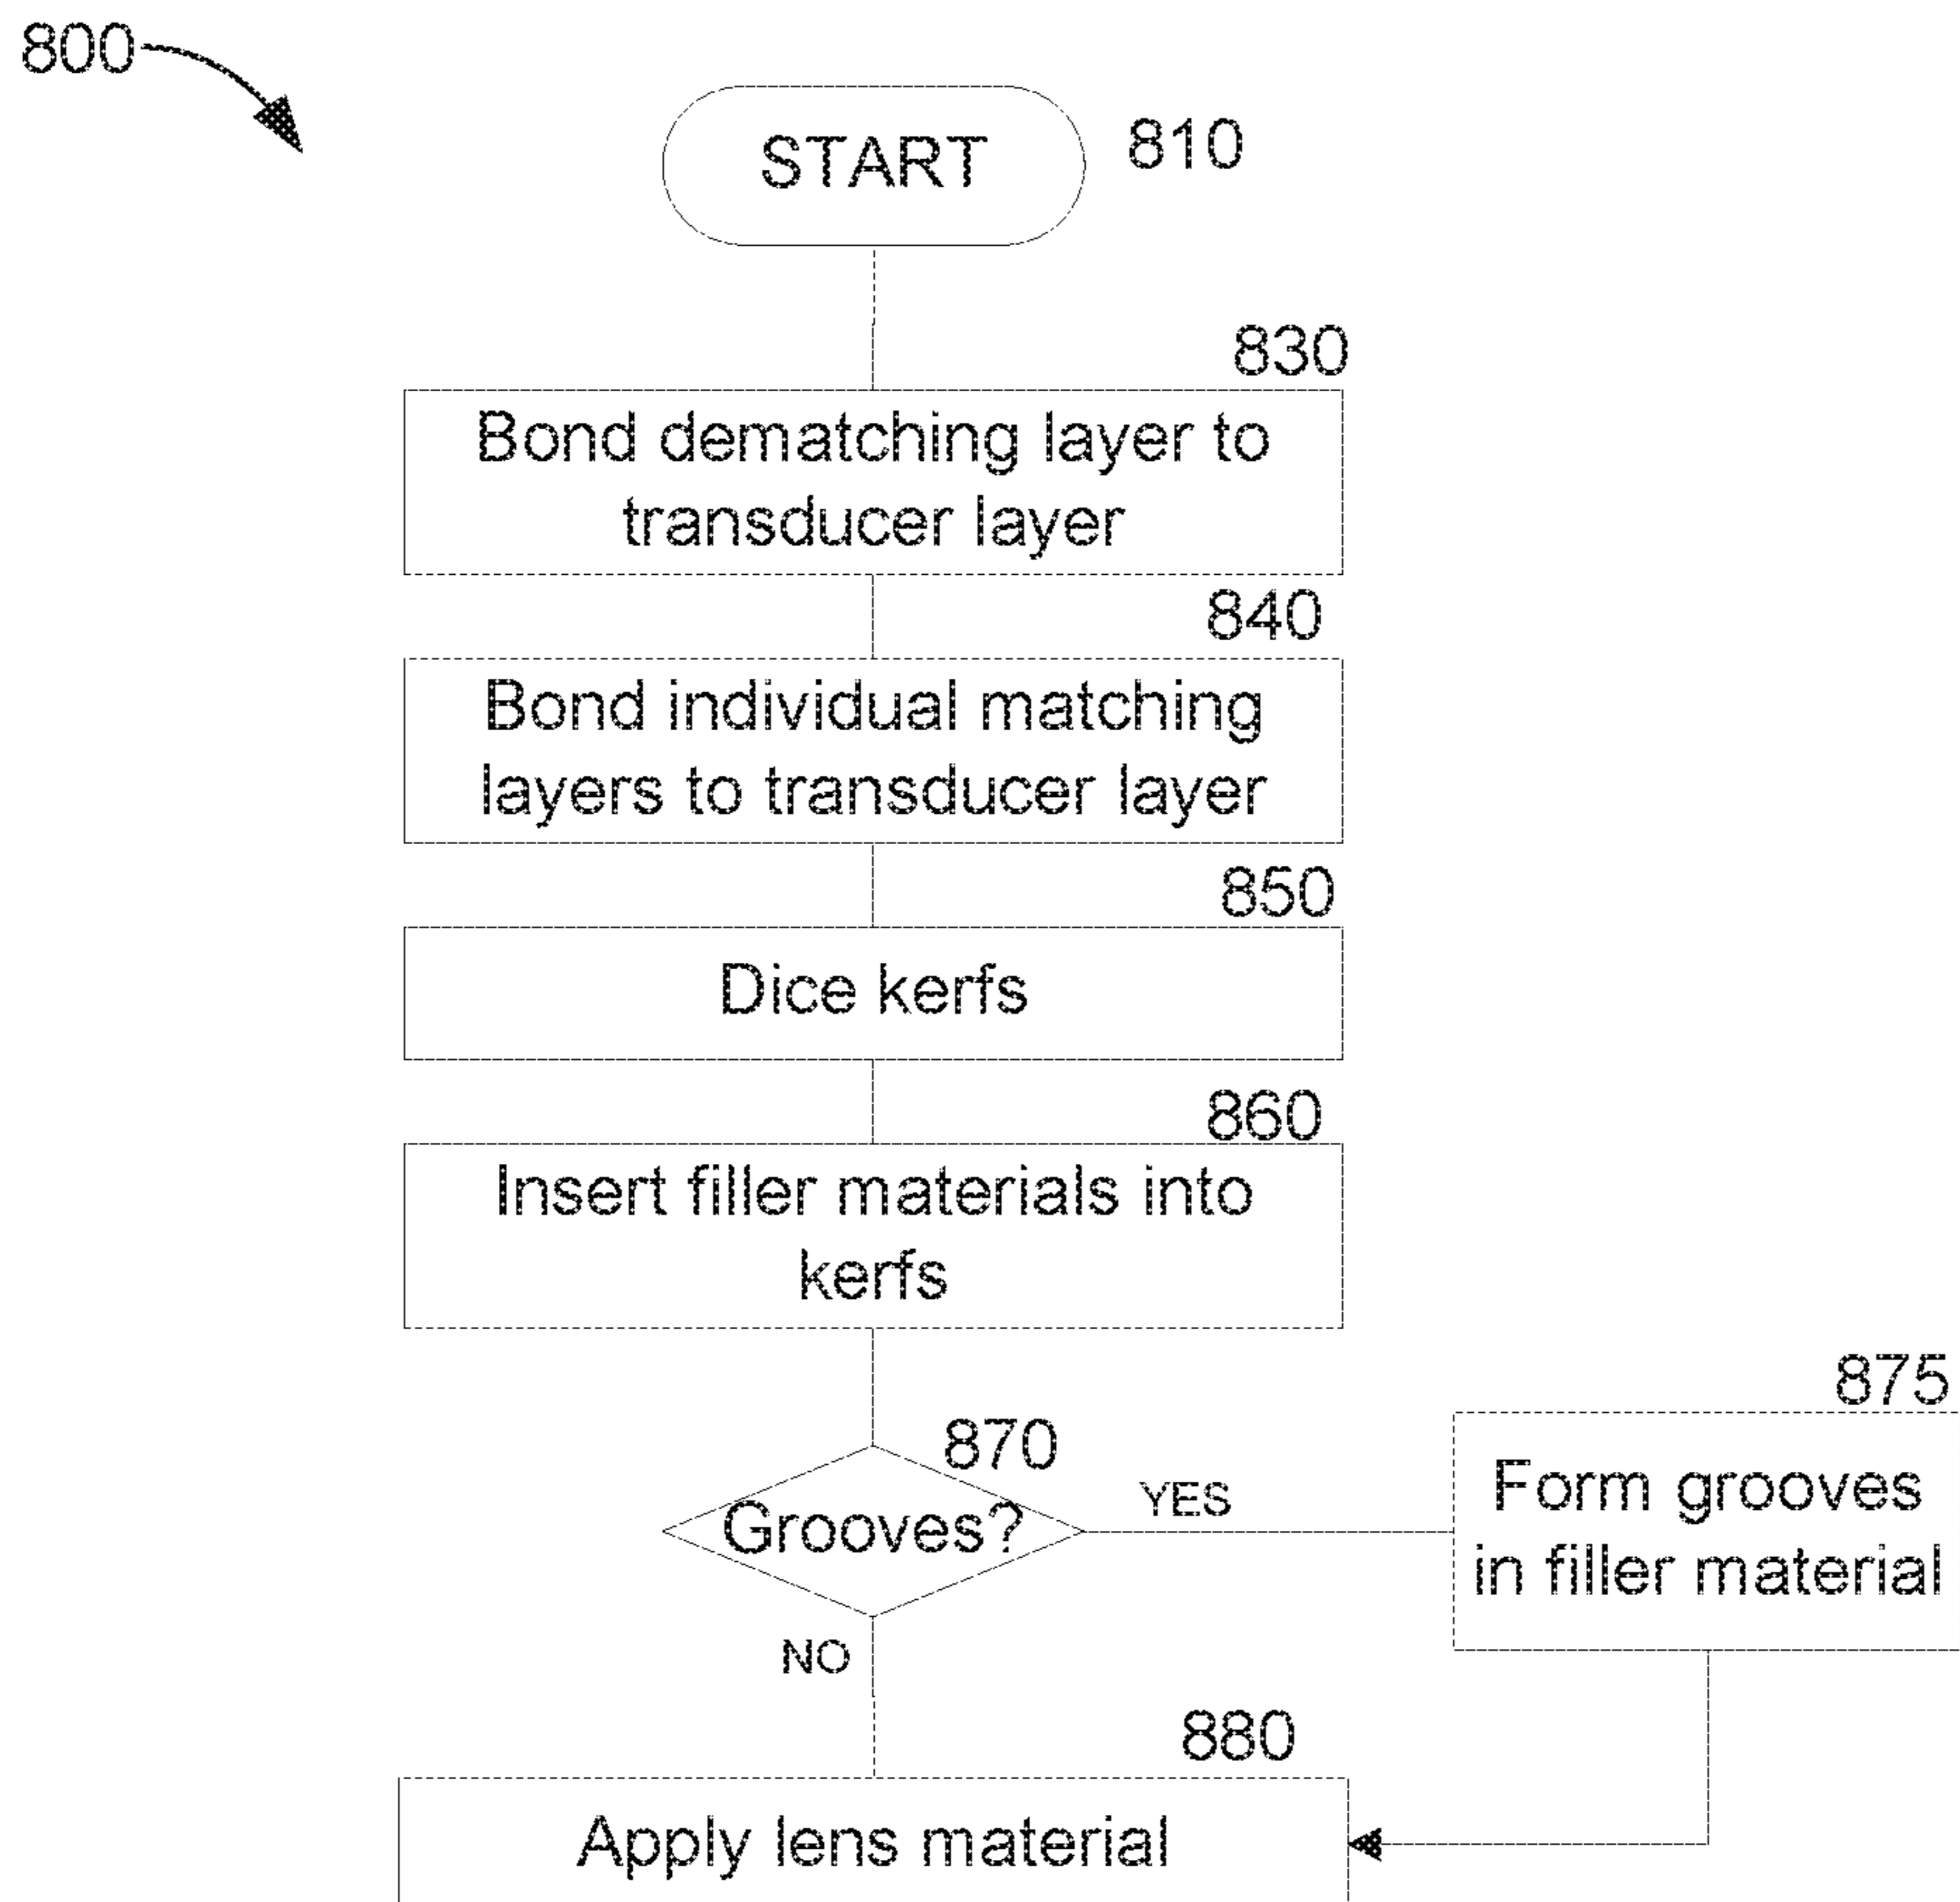 800
START
810
830
Bond dematching layer to
transducer layer
840
Bond individual matching
layers to transducer layer
850
Dice kerfs
860
Insert filler materials into
kerfs
870
Grooves?
YES
875
Form grooves
in filler material
NO
880
Apply lens material